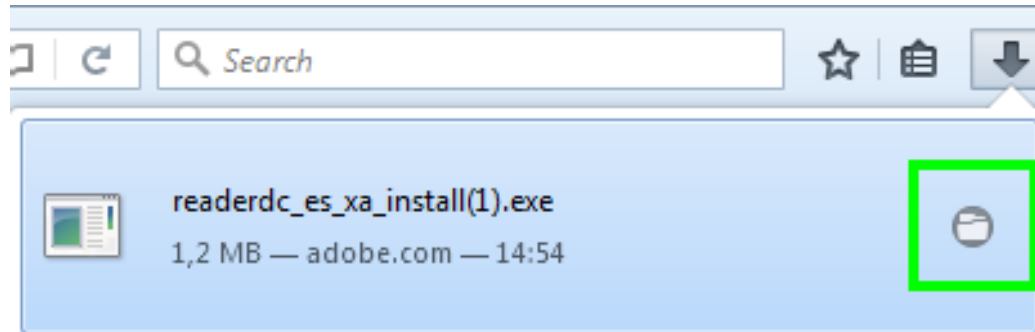 Search
readerdc_es_xa_install(1).exe
1,2 MB — adobe.com — 14:54